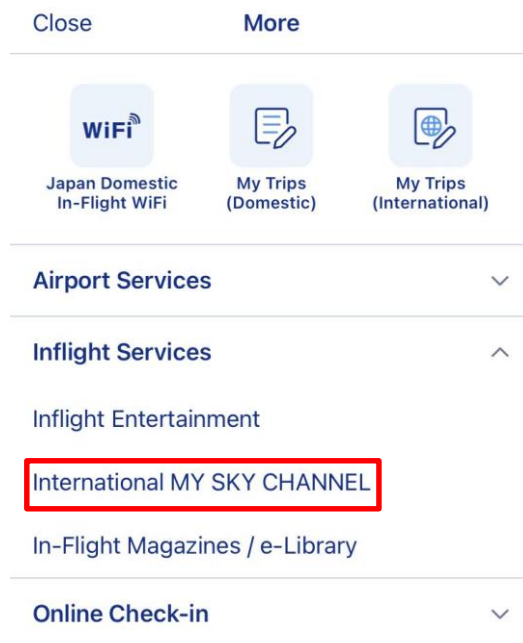 Close
More
WiFi
Japan Domestic
In-Flight WiFi
My Trips
(Domestic)
My Trips
(International)
Airport Services
Inflight Services
Inflight Entertainment
International MY SKY CHANNEL
In-Flight Magazines / e-Library
Online Check-in